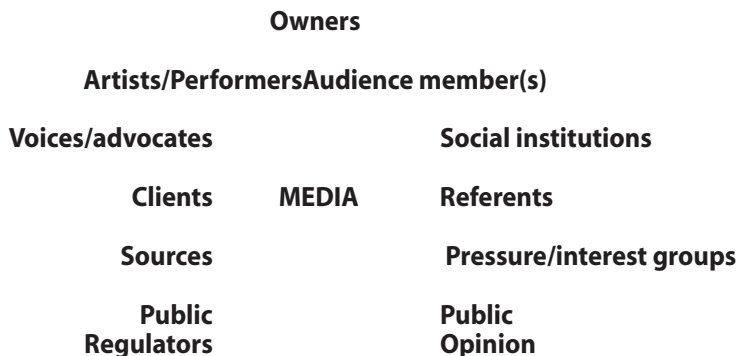 Owners
Artists/PerformersAudience member(s)
Voices/advocates Social institutions
Clients MEDIA Referents
Sources Pressure/interest groups
Public Public
Regulators Opinion